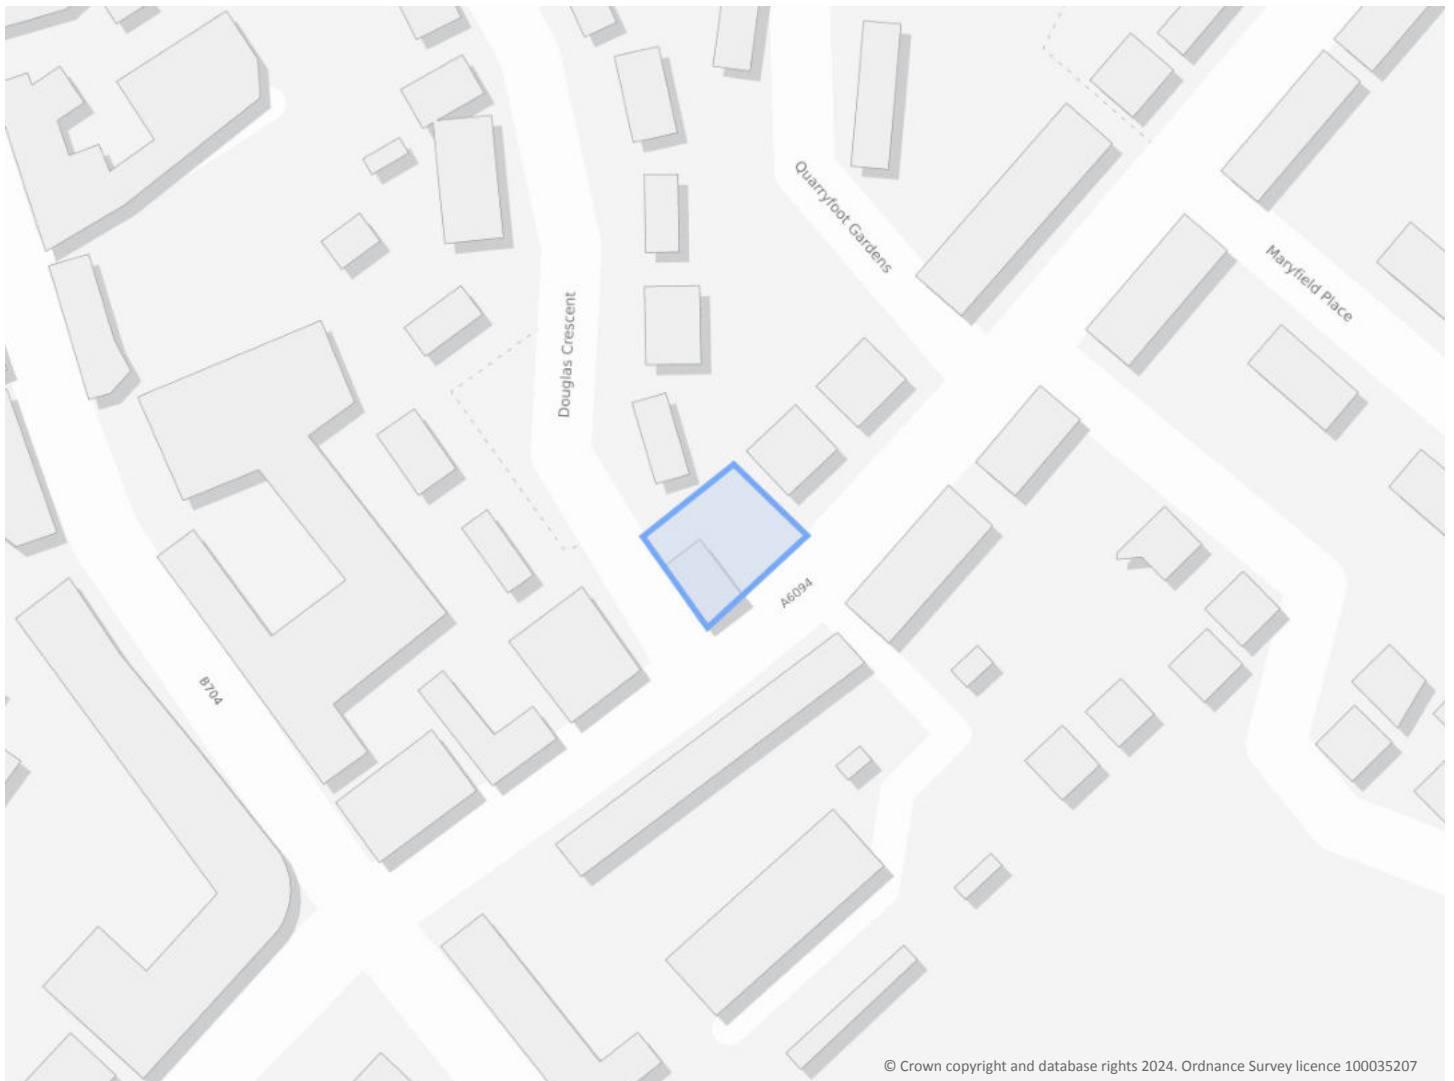 Quarryfoot Gardens
Maryfield Place
Douglas Crescent
A6094
B704
© Crown copyright and database rights 2024. Ordnance Survey licence 100035207